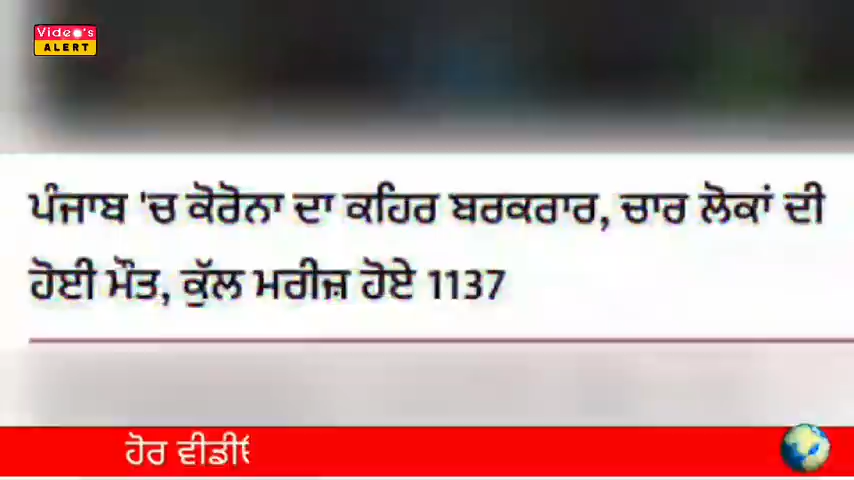 Video's
ALERT
ਪੰਜਾਬ 'ਚ ਕੋਰੋਨਾ ਦਾ ਕਹਿਰ ਬਰਕਰਾਰ, ਚਾਰ ਲੋਕਾਂ ਦੀ
ਹੋਈ ਮੌਤ, ਕੁੱਲ ਮਰੀਜ਼ ਹੋਏ 1137
ਹੋਰ